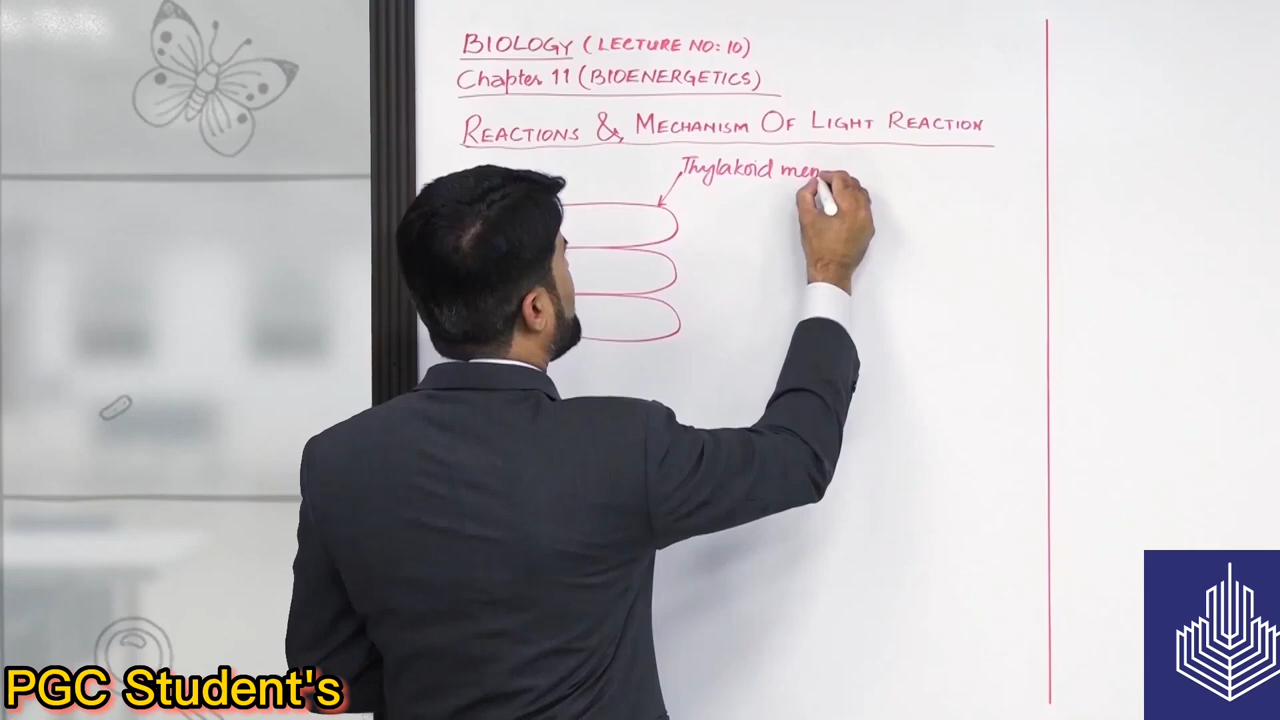 BIOLOGY (LECTURE NO: 10)
Chapter 11 (BIOENERGETICS)
REACTIONS & MECHANISM OF LIGHT REACTION
Thylakoid mem
PGC Student's